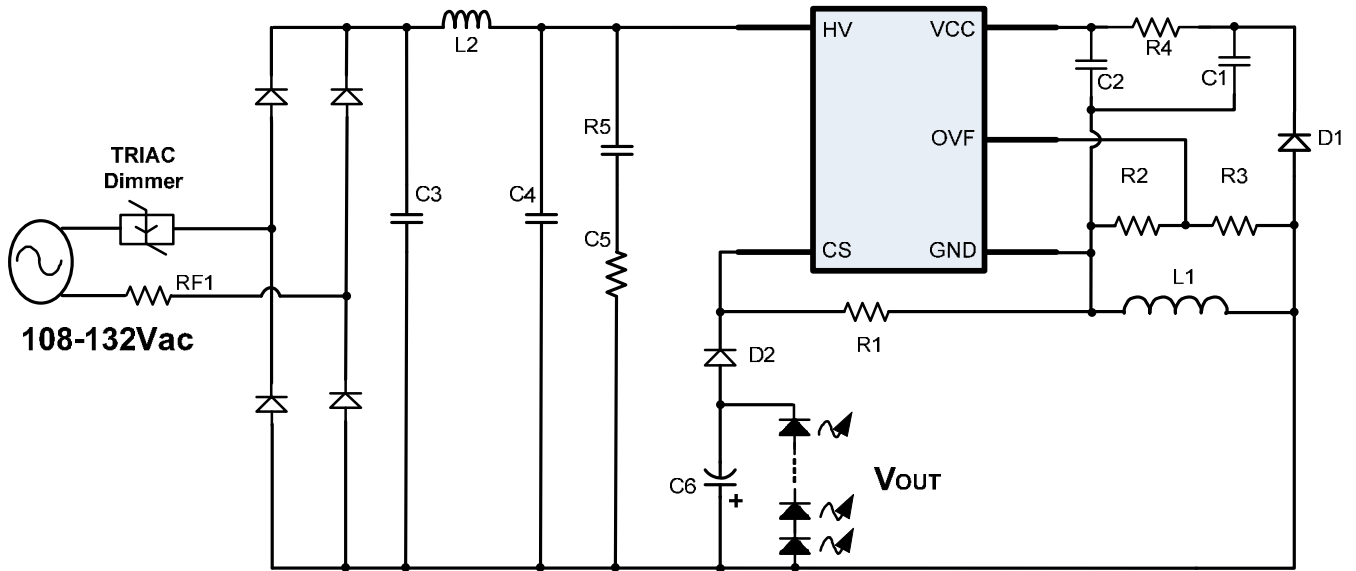 L2
HV
VCC
R4
C2
C1
R5
OVF
D1
TRIAC
Dimmer
C3
C4
R2
R3
C5
CS
GND
RF1
L1
108-132Vac
R1
D2
C6
+
VOUT